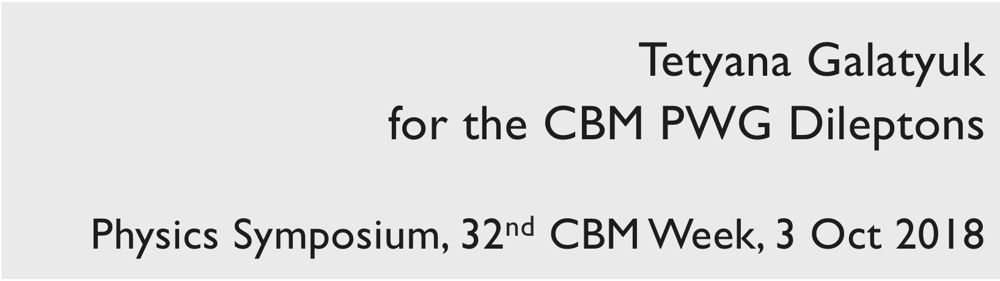 Tetyana Galatyuk
for the CBM PWG Dileptons
Physics Symposium, 32nd CBM Week, 3 Oct 2018